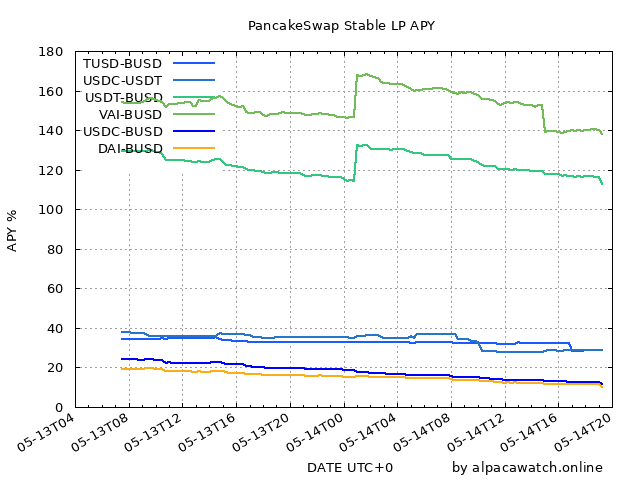 PancakeSwap Stable LP APY
180
160
140
120
100
80
60
40
20
0
APY %
TUSD-BUSD
USDC-USDT
USDT-BUSD
VAI-BUSD
USDC-BUSD
DAI-BUSD
05-13T04
05-13T08
05-13T12
05-13T16
05-13T20
05-14T00
05-14T04
05-14T08
05-14T12
05-14T16
05-14T20
DATE UTC+0
by alpacawatch.online